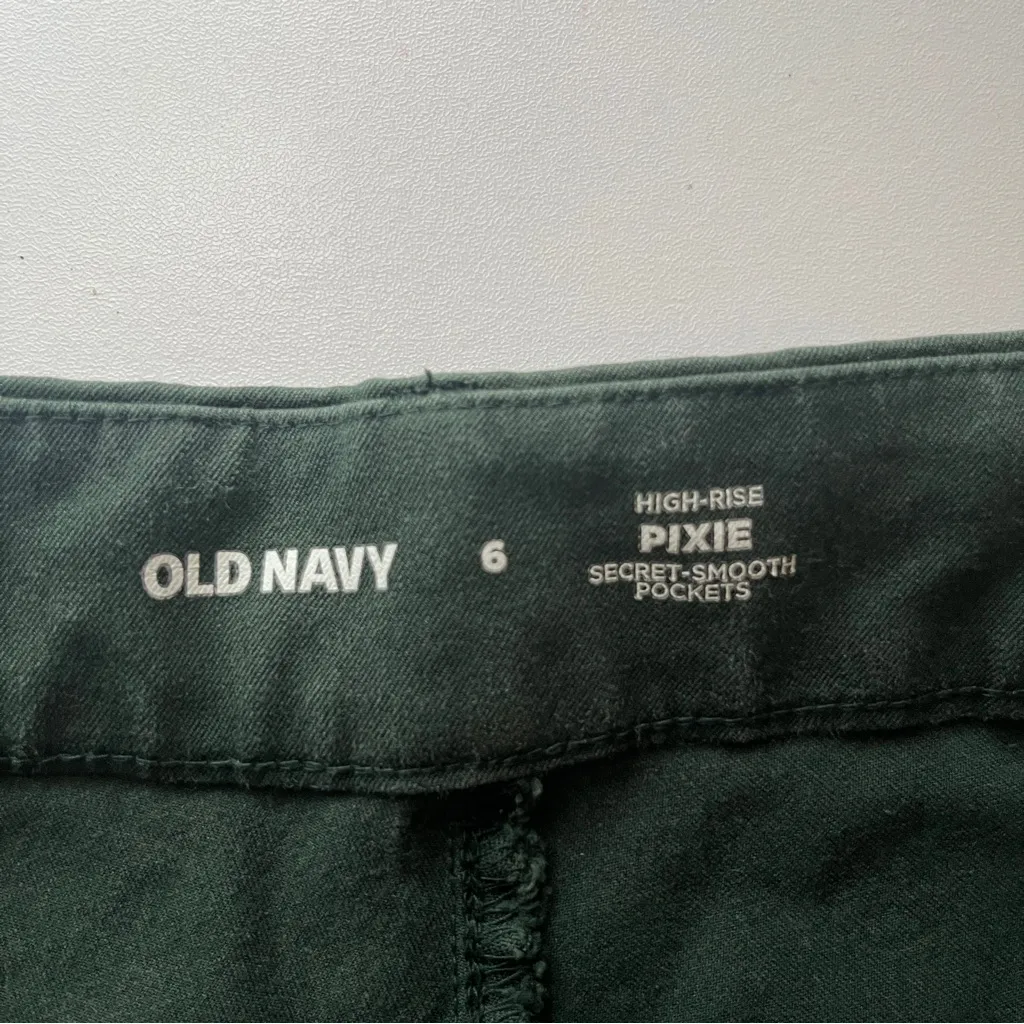 OLD NAVY
6
HIGH-RISE
PIXIE
SECRET-SMOOTH
POCKETS